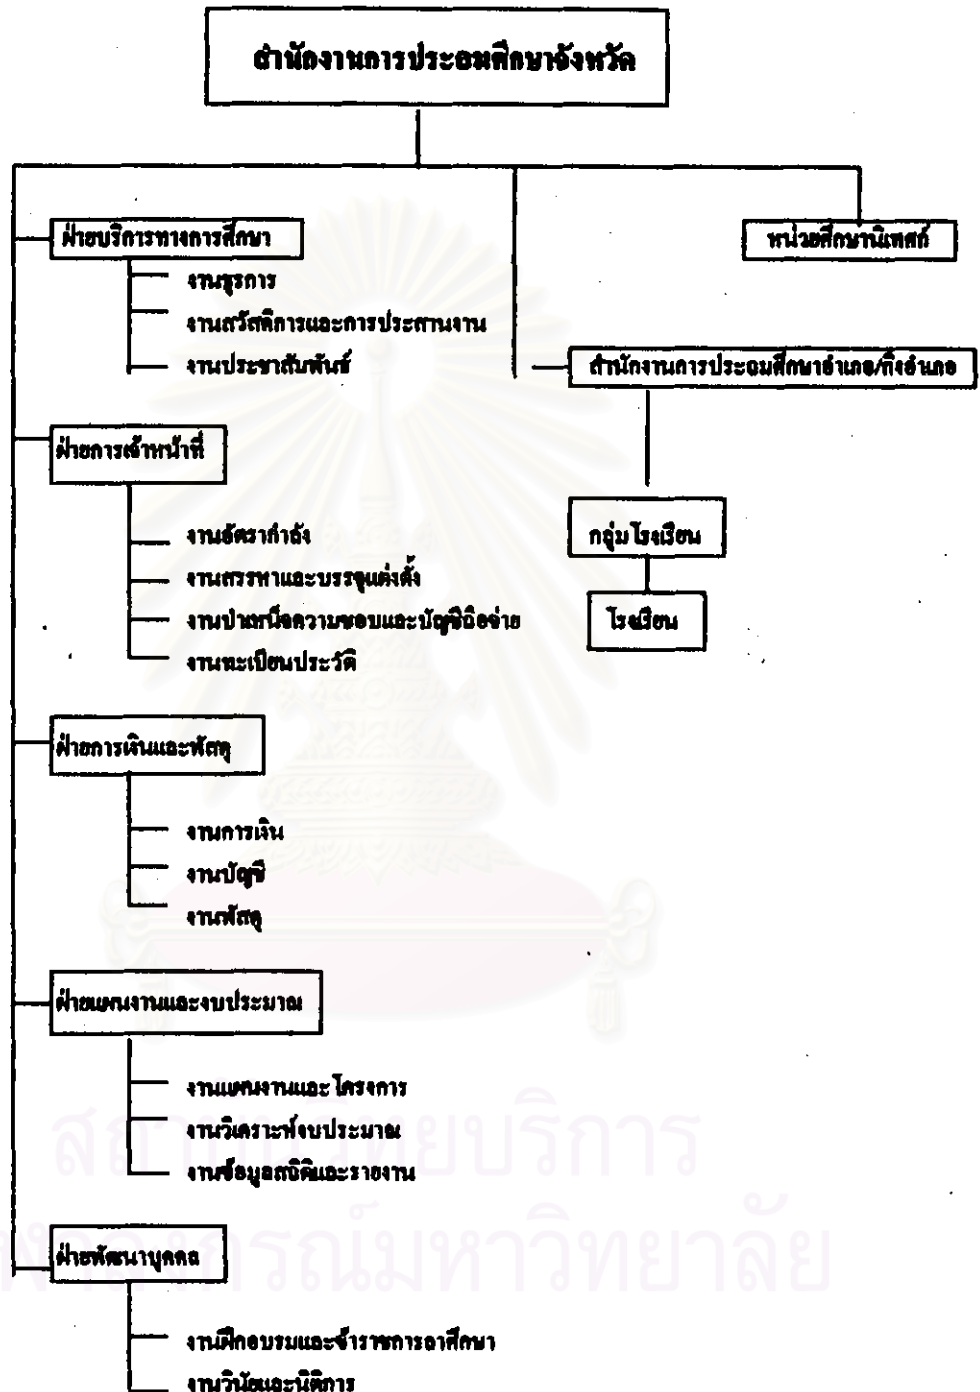 สำนักงานการประถมศึกษาจังหวัด
ฝ่ายบริการทางการศึกษา
งานธุรการ
งานสวัสดิการและการประสานงาน
งานประชาสัมพันธ์
หน่วยศึกษานิเทศก์
สำนักงานการประถมศึกษาอำเภอ/กิ่งอำเภอ
กลุ่มโรงเรียน
โรงเรียน
ฝ่ายการเจ้าหน้าที่
งานอัตรากำลัง
งานสรรหาและบรรจุแต่งตั้ง
งานบำเหน็จความชอบและบัญชีถือจ่าย
งานทะเบียนประวัติ
ฝ่ายการเงินและพัสดุ
งานการเงิน
งานบัญชี
งานพัสดุ
ฝ่ายแผนงานและงบประมาณ
งานแผนงานและโครงการ
งานวิเคราะห์งบประมาณ
งานข้อมูลสถิติและรายงาน
ฝ่ายพัฒนาบุคคล
งานฝึกอบรมและข้าราชการลาศึกษา
งานวินัยและนิติการ
สถาบันวิทยบริการ
จุฬาลงกรณ์มหาวิทยาลัย